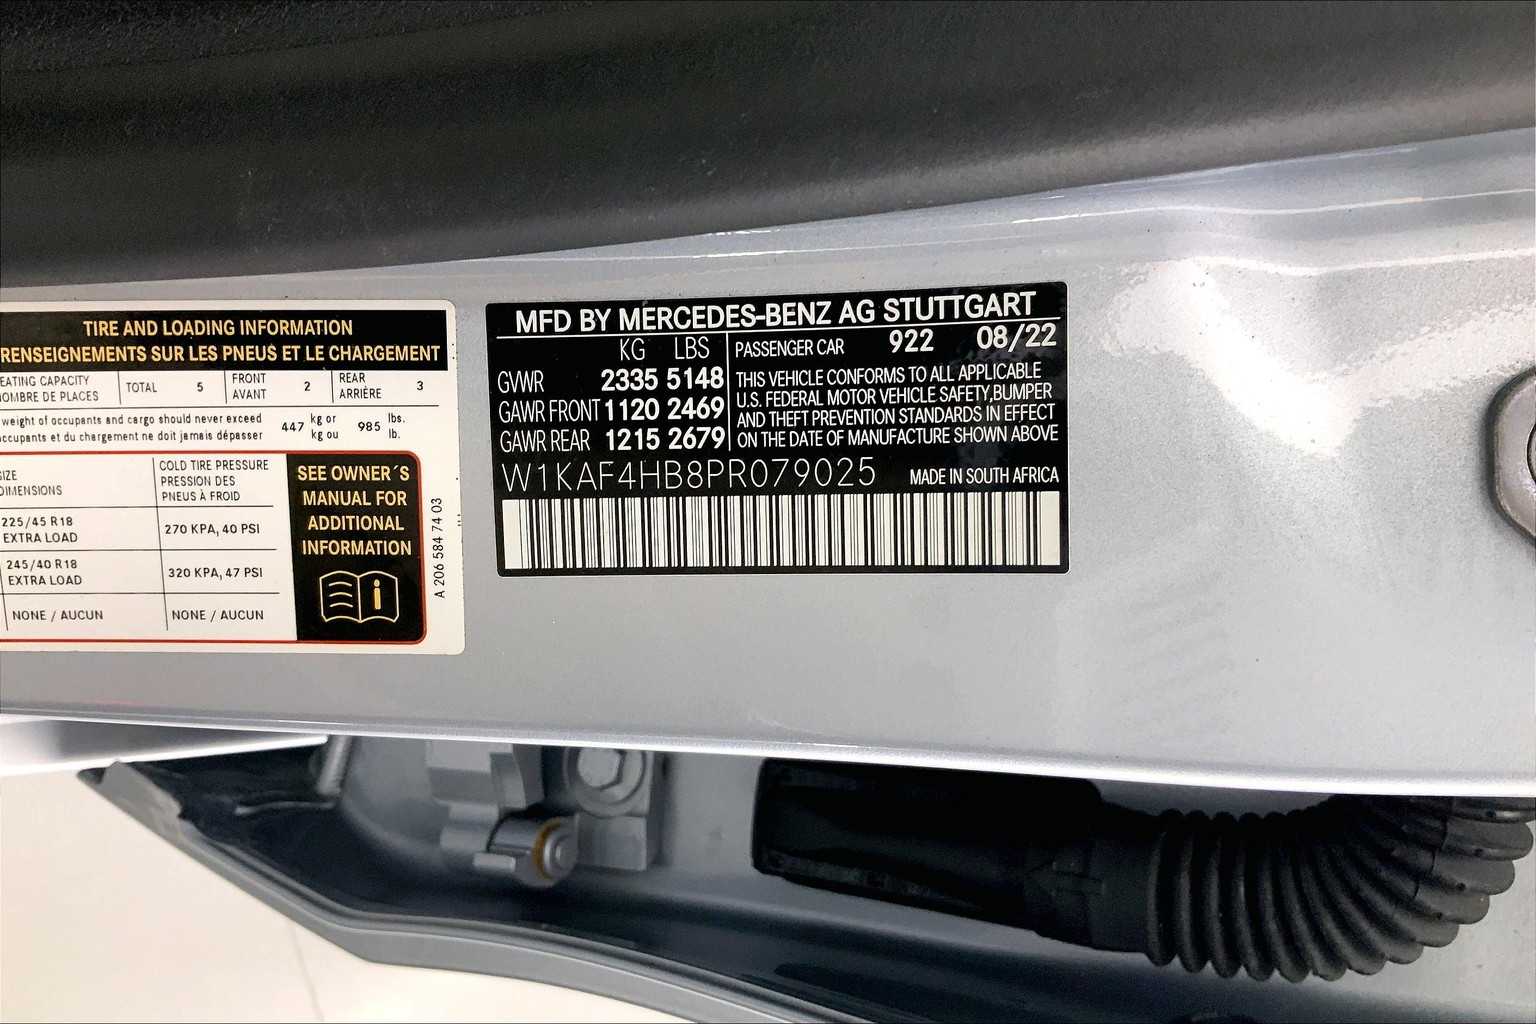 TIRE AND LOADING INFORMATION
RENSEIGNEMENTS SUR LES PNEUS ET LE CHARGEMENT
EATING CAPACITY
OMBRE DE PLACES
TOTAL 5
FRONT
AVANT
2
REAR
ARRIÈRE
3
weight of occupants and cargo should never exceed
ccupants et du chargement ne doit jamais dépasser
447 kg or
kg ou
985 lbs.
lb.
SIZE
DIMENSIONS
COLD TIRE PRESSURE
PRESSION DES
PNEUS À FROID
225/45 R18
EXTRA LOAD
270 KPA, 40 PSI
245/40 R18
EXTRA LOAD
320 KPA, 47 PSI
NONE / AUCUN
NONE / AUCUN
SEE OWNER´S
MANUAL FOR
ADDITIONAL
INFORMATION
i
A 206 584 74 03
MFD BY MERCEDES-BENZ AG STUTTGART
KG LBS
GVWR 2335 5148
GAWR FRONT 1120 2469
GAWR REAR 1215 2679
PASSENGER CAR 922 08/22
THIS VEHICLE CONFORMS TO ALL APPLICABLE
U.S. FEDERAL MOTOR VEHICLE SAFETY,BUMPER
AND THEFT PREVENTION STANDARDS IN EFFECT
ON THE DATE OF MANUFACTURE SHOWN ABOVE
W1KAF4HB8PR079025
MADE IN SOUTH AFRICA